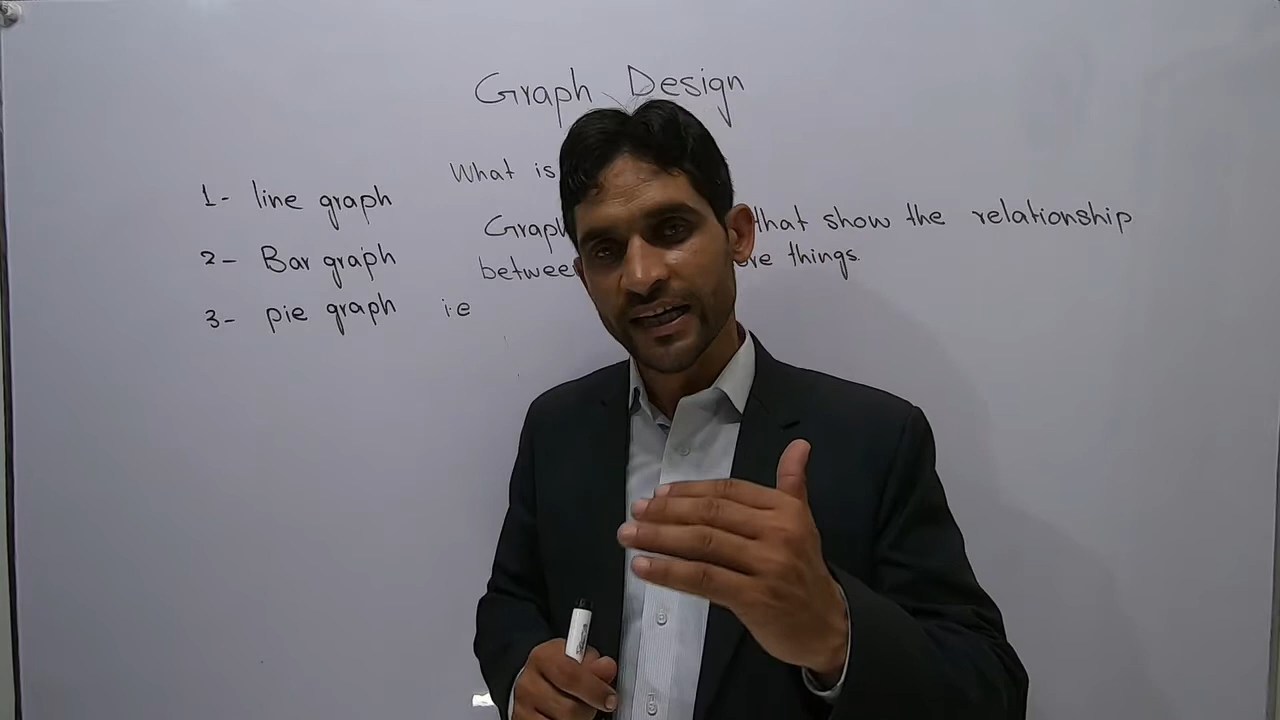 Graph Design
What is
1- line graph
2- Bar graph
3- pie graph i.e
Graph that show the relationship
between things.